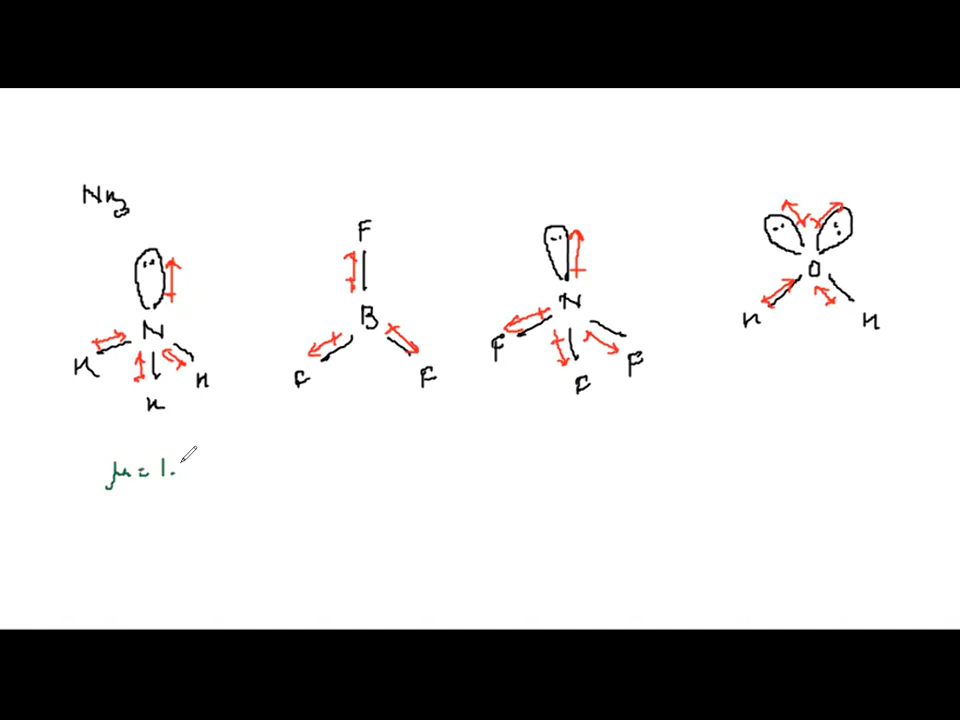 NH3
F
N
H H H
B
F F
N
F F F
O
H H
μ = 1.